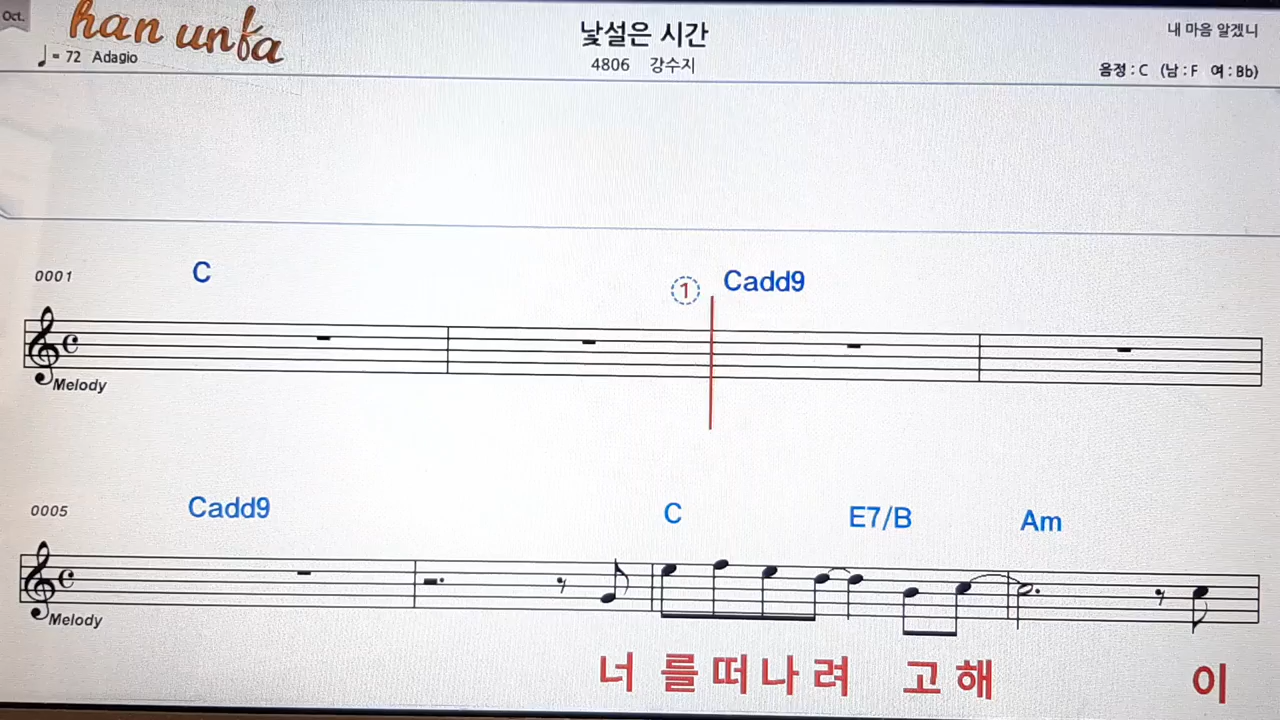 Oct.
han unfa
낯설은 시간
내 마음 알겠니
♩= 72 Adagio
4806 강수지
음정 : C (남 : F 여 : Bb)
0001 C ① Cadd9
Melody
0005 Cadd9 C E7/B Am
Melody
너 를 떠 나 려 고 해 이